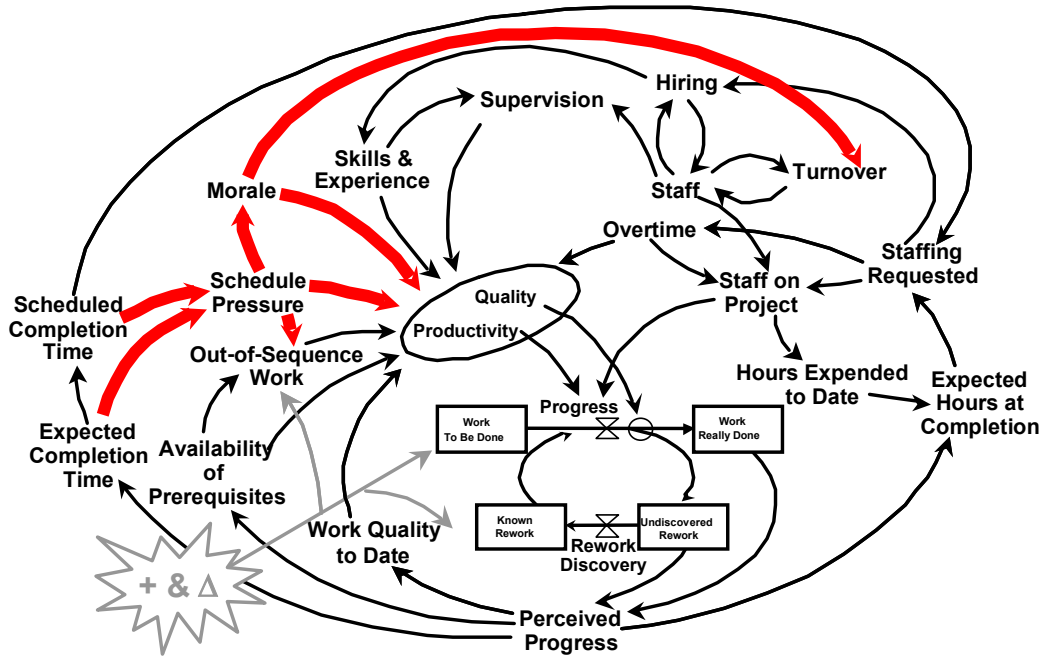 Hiring
Supervision
Skills &
Experience
Morale
Staff
Turnover
Overtime
Staffing
Requested
Schedule
Pressure
Staff on
Project
Scheduled
Completion
Time
Quality
Productivity
Out-of-Sequence
Work
Hours Expended
to Date
Expected
Hours at
Completion
Progress
Work
To Be Done
Work
Really Done
Expected
Completion
Time
Availability
of
Prerequisites
Work Quality
to Date
Known
Rework
Undiscovered
Rework
Rework
Discovery
+ & Δ
Perceived
Progress